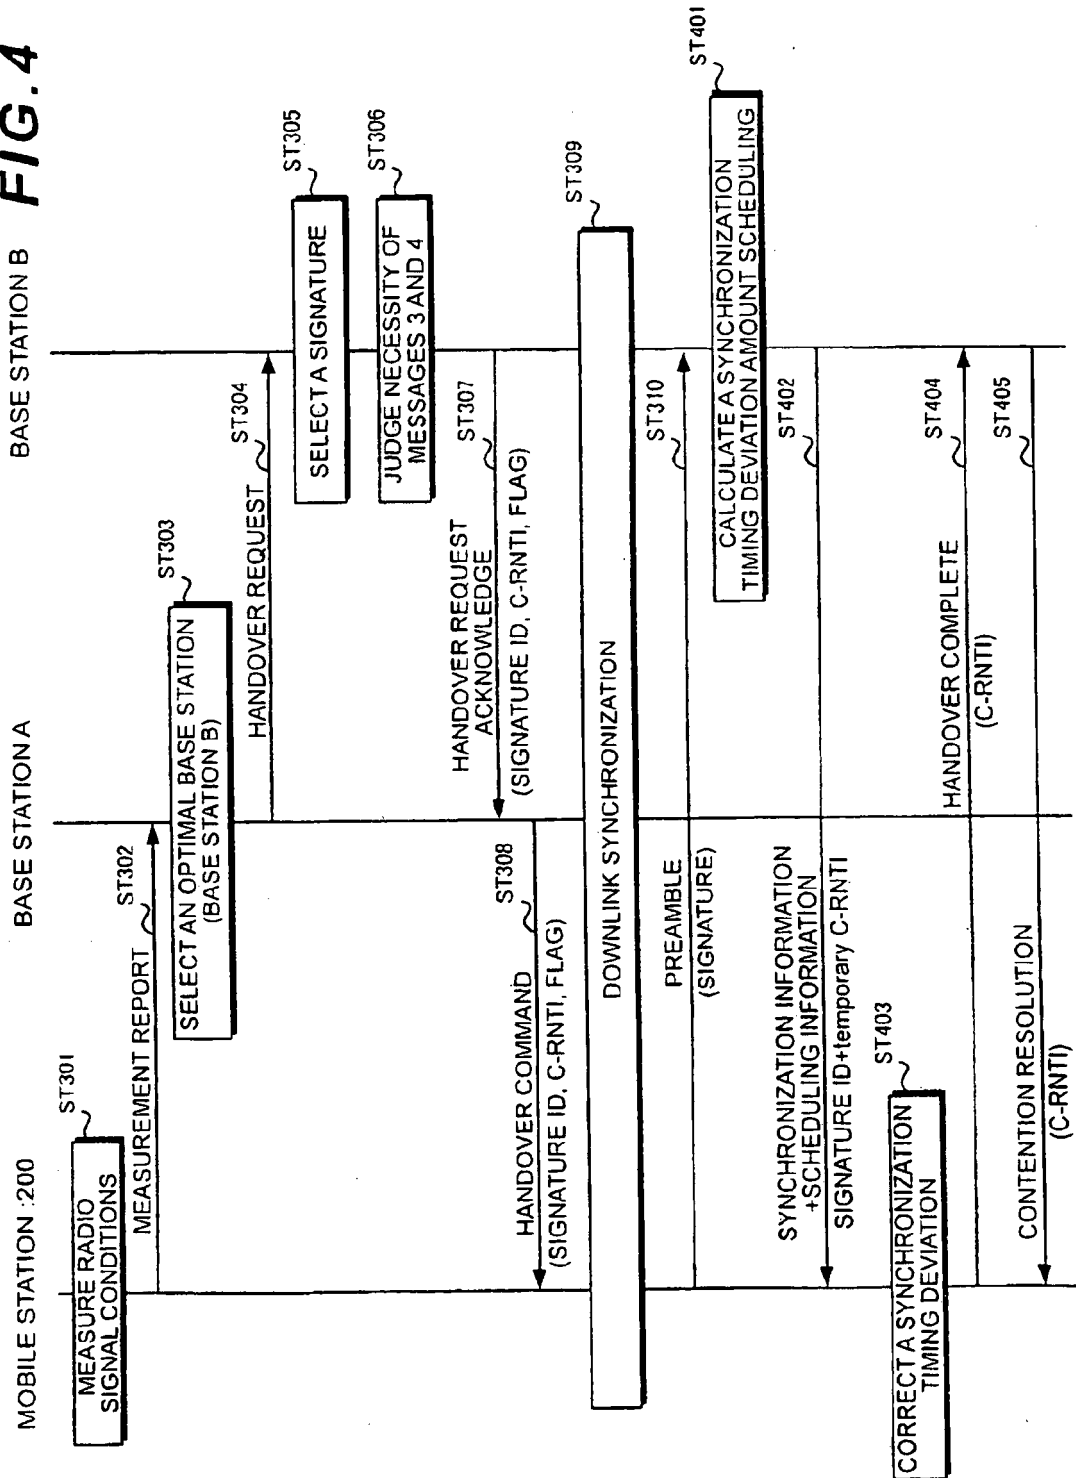 FIG.4
MOBILE STATION :200
BASE STATION A
BASE STATION B
ST301
MEASURE RADIO
SIGNAL CONDITIONS
MEASUREMENT REPORT
ST302
ST303
SELECT AN OPTIMAL BASE STATION
(BASE STATION B)
HANDOVER REQUEST
ST304
ST305
SELECT A SIGNATURE
ST306
JUDGE NECESSITY OF
MESSAGES 3 AND 4
HANDOVER REQUEST
ACKNOWLEDGE
ST307
(SIGNATURE ID, C-RNTI, FLAG)
HANDOVER COMMAND
ST308
(SIGNATURE ID, C-RNTI, FLAG)
ST309
DOWNLINK SYNCHRONIZATION
PREAMBLE
ST310
(SIGNATURE)
ST401
CALCULATE A SYNCHRONIZATION
TIMING DEVIATION AMOUNT SCHEDULING
SYNCHRONIZATION INFORMATION
+SCHEDULING INFORMATION
ST402
SIGNATURE ID+temporary C-RNTI
ST403
CORRECT A SYNCHRONIZATION
TIMING DEVIATION
HANDOVER COMPLETE
ST404
(C-RNTI)
CONTENTION RESOLUTION
ST405
(C-RNTI)